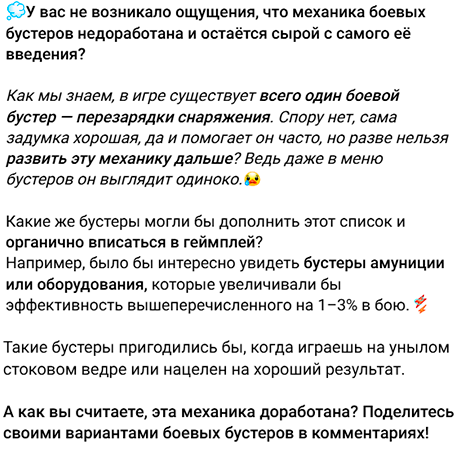 💭У вас не возникало ощущения, что механика боевых
бустеров недоработана и остаётся сырой с самого её
введения?
Как мы знаем, в игре существует всего один боевой
бустер — перезарядки снаряжения. Спору нет, сама
задумка хорошая, да и помогает он часто, но разве нельзя
развить эту механику дальше? Ведь даже в меню
бустеров он выглядит одиноко.😿
Какие же бустеры могли бы дополнить этот список и
органично вписаться в геймплей?
Например, было бы интересно увидеть бустеры амуниции
или оборудования, которые увеличивали бы
эффективность вышеперечисленного на 1–3% в бою.
Такие бустеры пригодились бы, когда играешь на унылом
стоковом ведре или нацелен на хороший результат.
А как вы считаете, эта механика доработана? Поделитесь
своими вариантами боевых бустеров в комментариях!